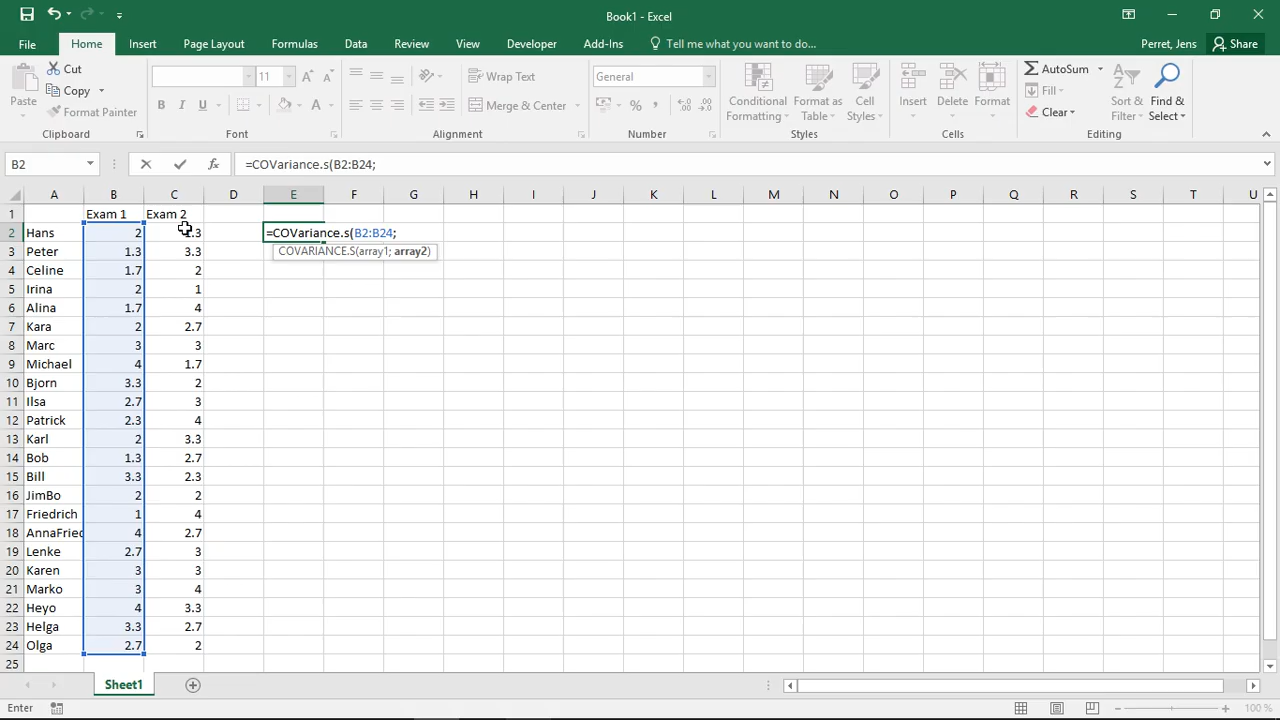 Book1 - Excel
File Home Insert Page Layout Formulas Data Review View Developer Add-Ins Tell me what you want to do... Perret, Jens Share
Paste
Cut
Copy
Format Painter
Clipboard
11
B I U
Font
Wrap Text
Merge & Center
Alignment
General
Number
Conditional Formatting
Format as Table
Cell Styles
Styles
Insert Delete Format
Cells
AutoSum
Fill
Clear
Sort & Filter
Find & Select
Editing
B2 =COVariance.s(B2:B24;
A B C D E F G H I J K L M N O P Q R S T U
1 Exam 1 Exam 2
2 Hans 2 =COVariance.s(B2:B24;
COVARIANCE.S(array1; array2)
3 Peter 1.3 3.3
4 Celine 1.7 2
5 Irina 2 1
6 Alina 1.7 4
7 Kara 2 2.7
8 Marc 3 3
9 Michael 4 1.7
10 Bjorn 3.3 2
11 Ilsa 2.7 3
12 Patrick 2.3 4
13 Karl 2 3.3
14 Bob 1.3 2.7
15 Bill 3.3 2.3
16 JimBo 2 2
17 Friedrich 1 4
18 AnnaFried 4 2.7
19 Lenke 2.7 3
20 Karen 3 3
21 Marko 3 4
22 Heyo 4 3.3
23 Helga 3.3 2.7
24 Olga 2.7 2
25
Sheet1
Enter 100 %